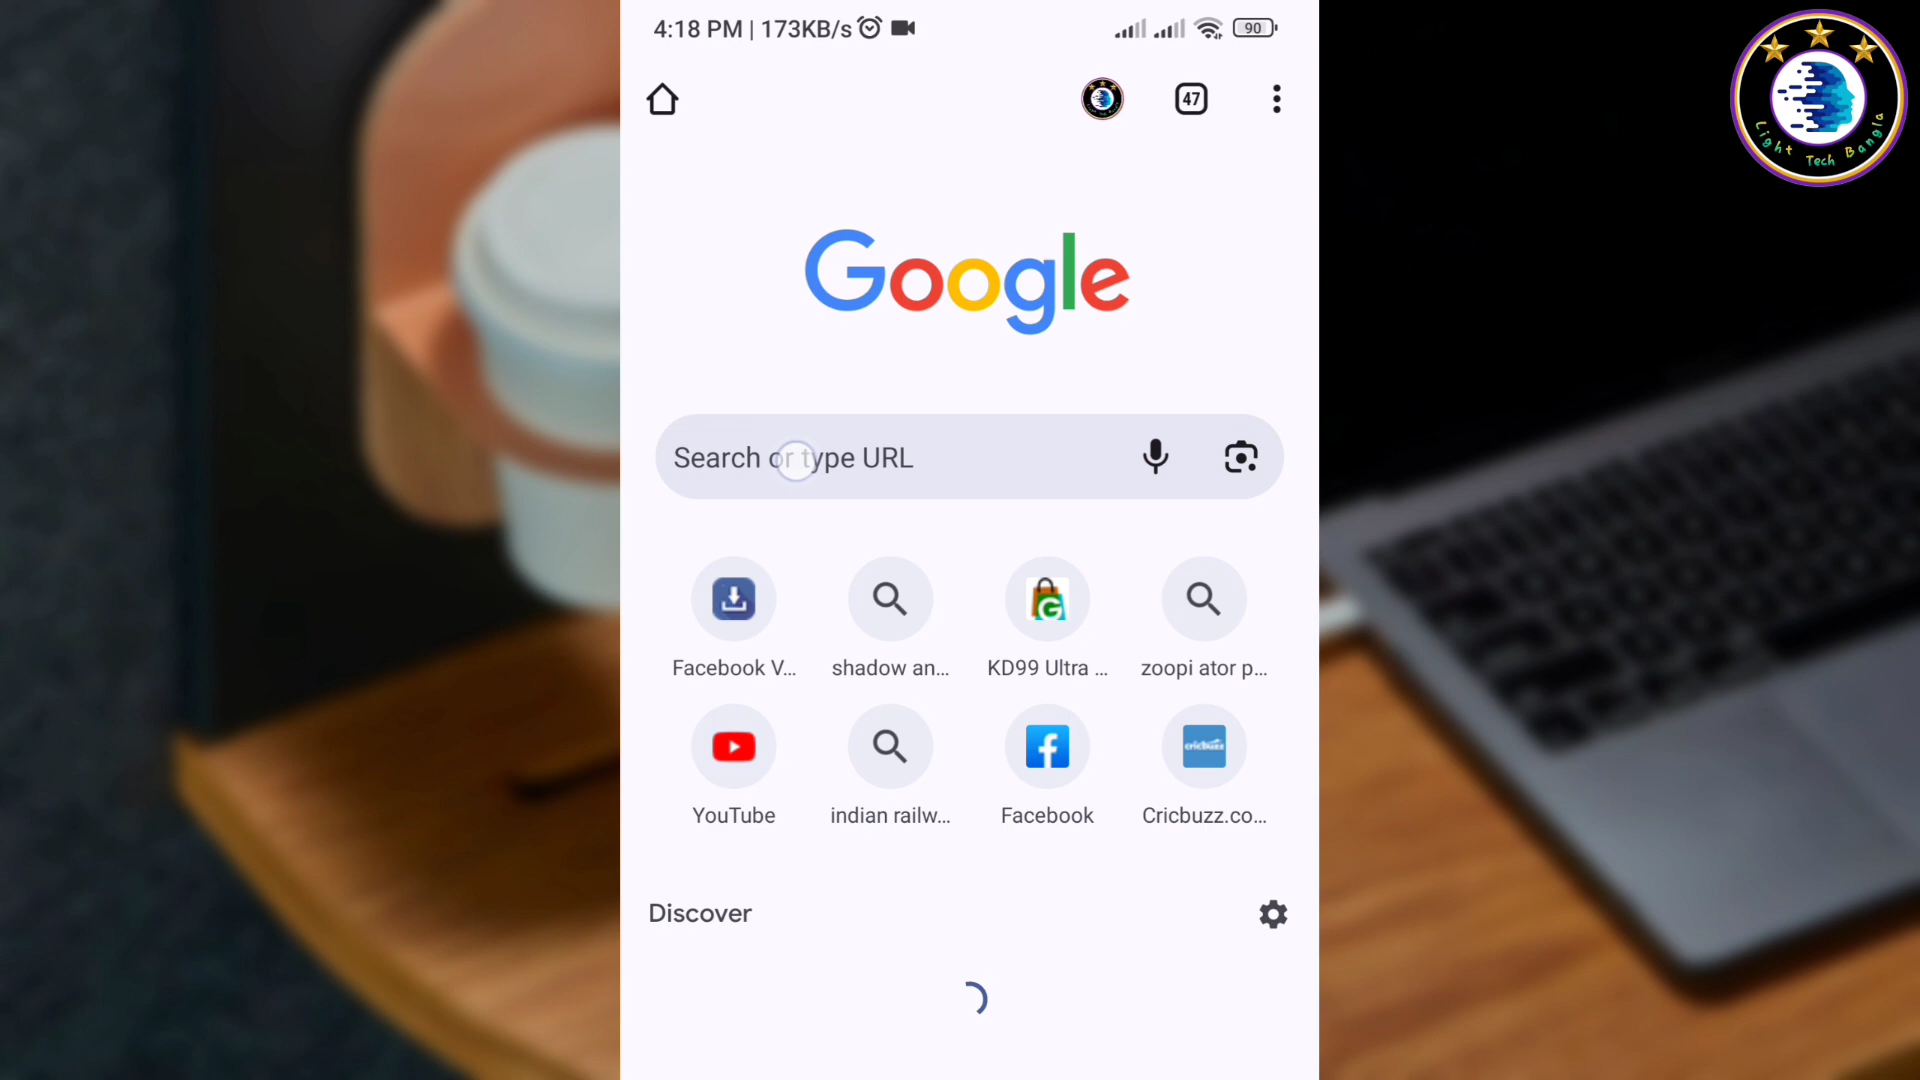 4:18 PM | 173KB/s
90
47
Light Tech Bangla
Google
Search or type URL
Facebook V...
shadow an...
KD99 Ultra ...
zoopi ator p...
cricbuzz
YouTube
indian railw...
Facebook
Cricbuzz.co...
Discover